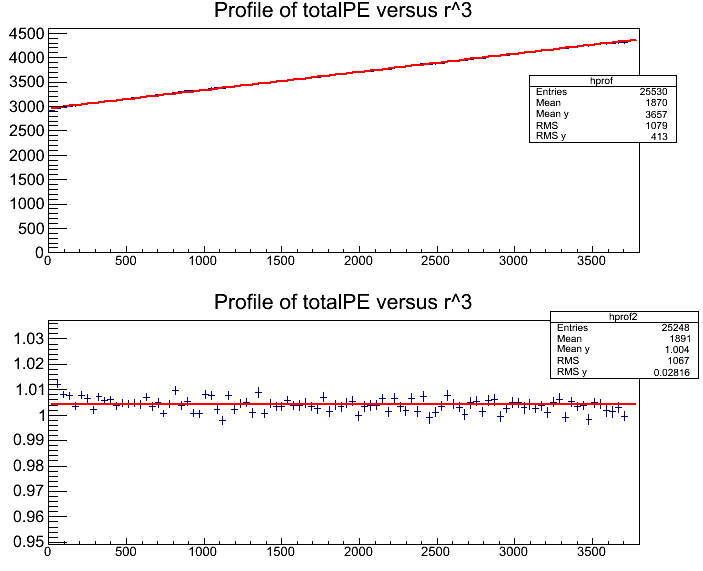 Profile of totalPE versus r^3
4500
4000
3500
3000
2500
2000
1500
1000
500
0
0 500 1000 1500 2000 2500 3000 3500
hprof
Entries 25530
Mean 1870
Mean y 3657
RMS 1079
RMS y 413
Profile of totalPE versus r^3
1.03
1.02
1.01
1
0.99
0.98
0.97
0.96
0.95
0 500 1000 1500 2000 2500 3000 3500
hprof2
Entries 25248
Mean 1891
Mean y 1.004
RMS 1067
RMS y 0.02816